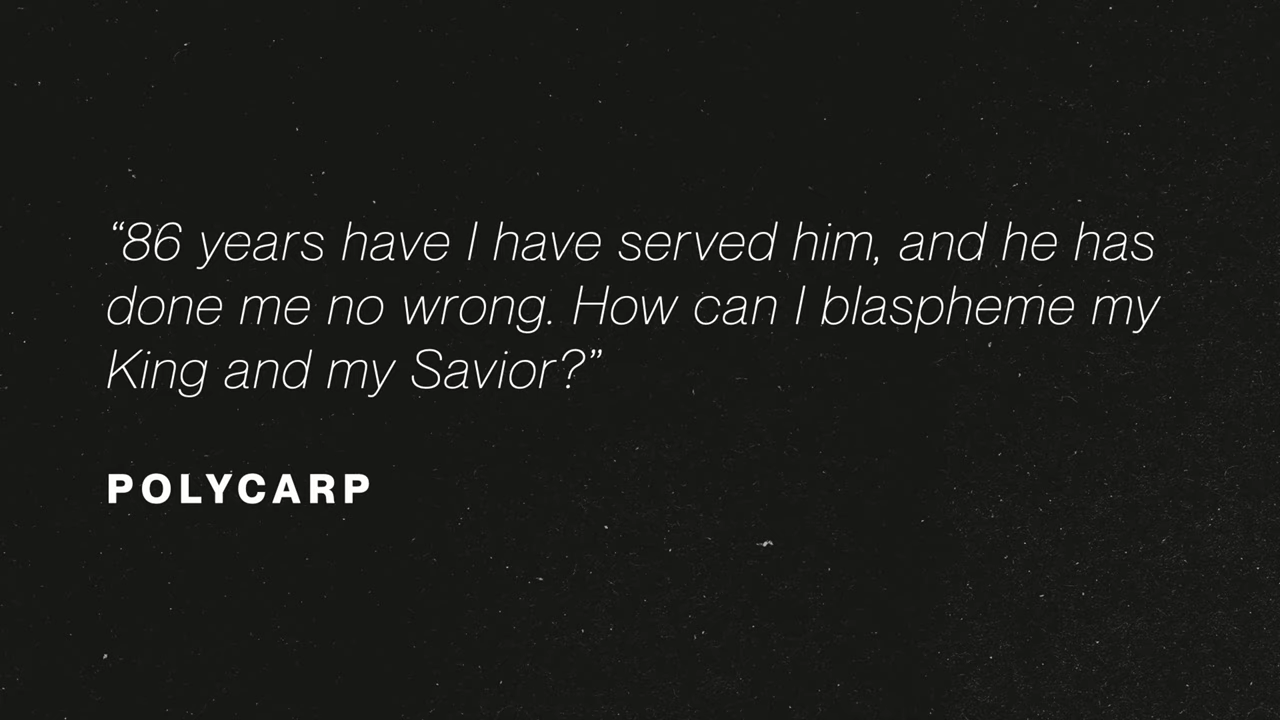 “86 years have I have served him, and he has
done me no wrong. How can I blaspheme my
King and my Savior?”
POLYCARP